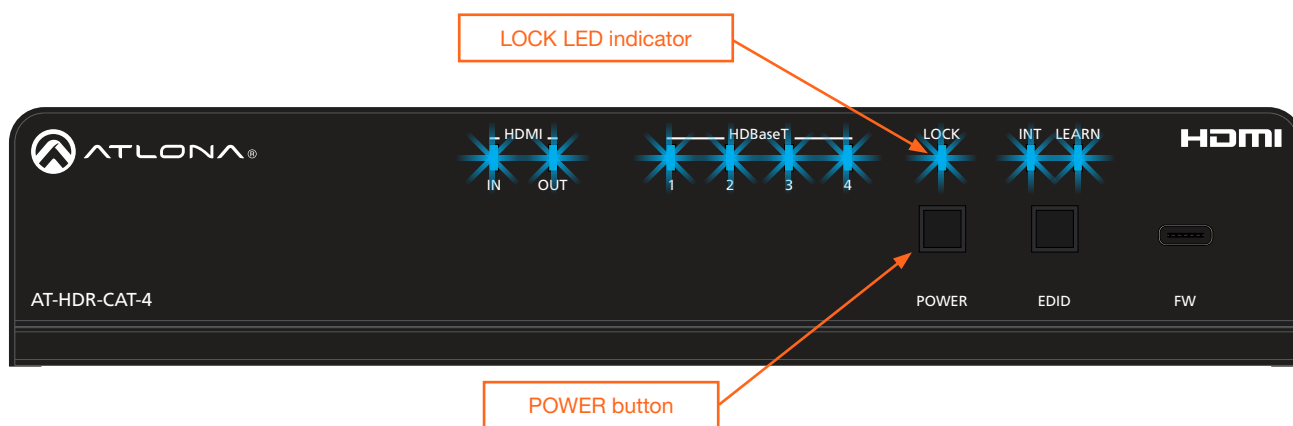 LOCK LED indicator
ATLONA®
HDMI
HDBaseT
LOCK
INT LEARN
HDMI
IN OUT
1 2 3 4
AT-HDR-CAT-4
POWER
EDID
FW
POWER button